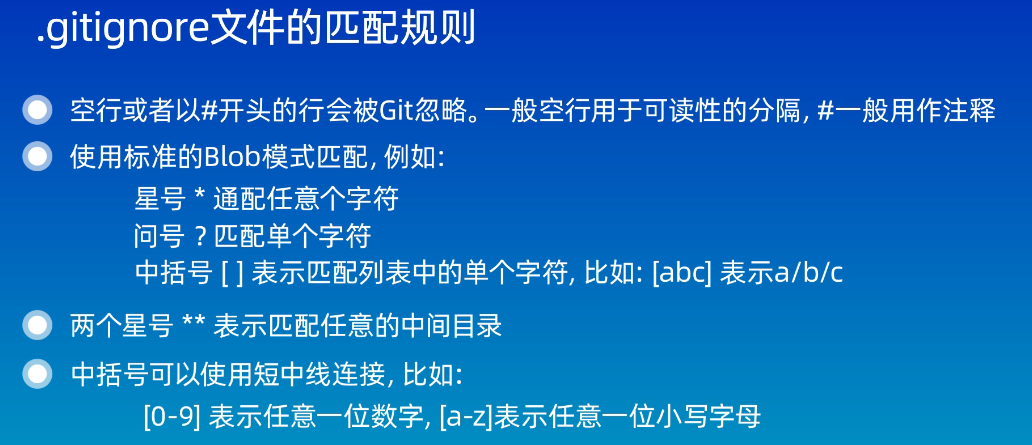 .gitignore文件的匹配规则
空行或者以#开头的行会被Git忽略。一般空行用于可读性的分隔, #一般用作注释
使用标准的Blob模式匹配, 例如:
星号 * 通配任意个字符
问号 ? 匹配单个字符
中括号 [ ] 表示匹配列表中的单个字符, 比如: [abc] 表示a/b/c
两个星号 ** 表示匹配任意的中间目录
中括号可以使用短中线连接, 比如:
[0-9] 表示任意一位数字, [a-z]表示任意一位小写字母